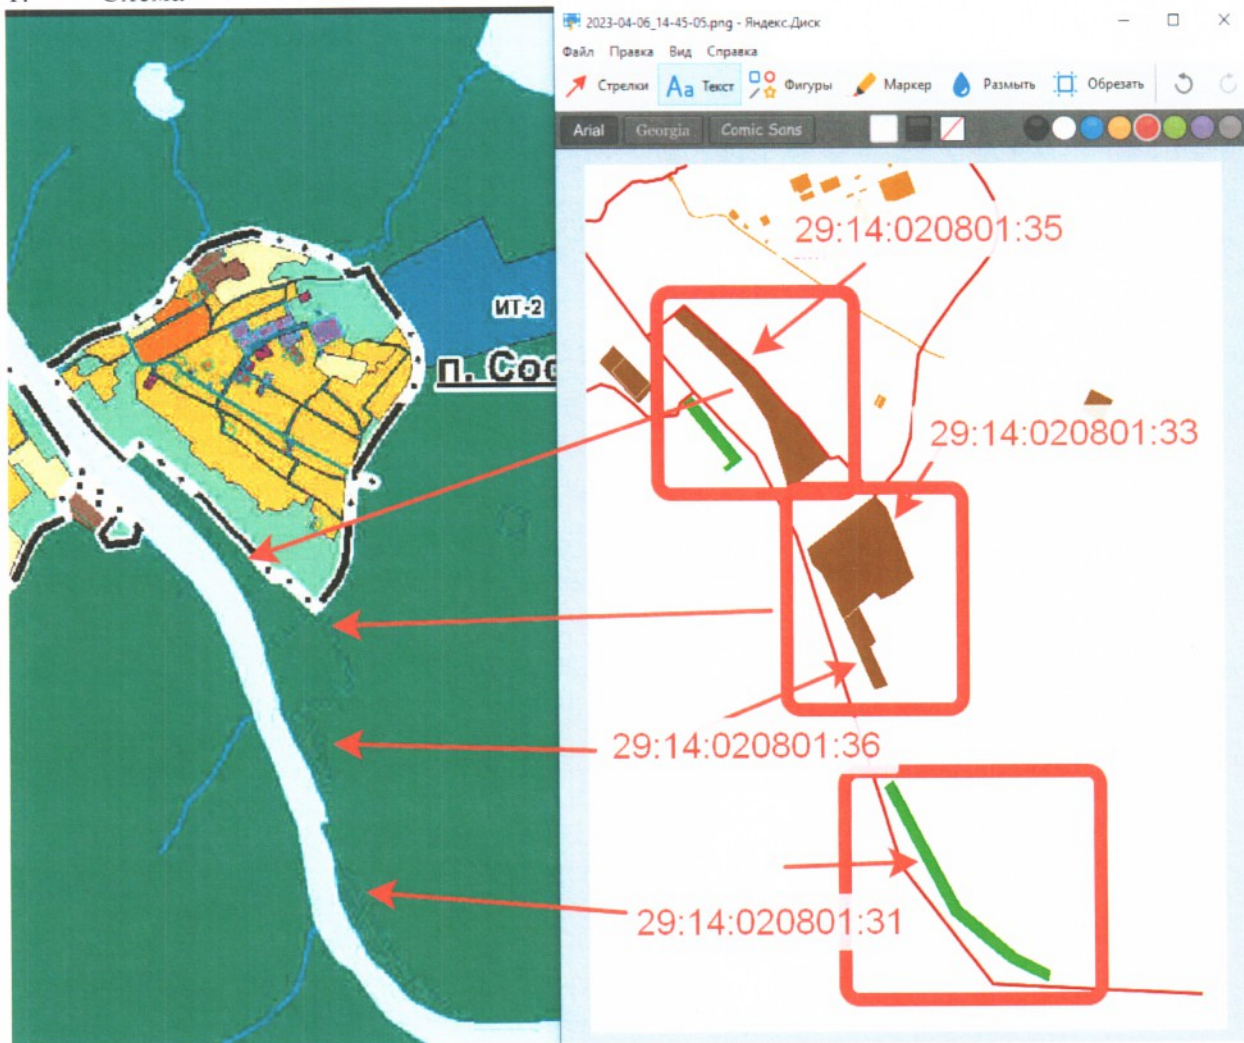 2023-04-06_14-45-05.png - Яндекс.Диск
Файл Правка Вид Справка
Стрелки Aa Текст Фигуры Маркер Размыть Обрезать
Arial Georgia Comic Sans
29:14:020801:35
ИТ-2
п. Сос
29:14:020801:33
29:14:020801:36
29:14:020801:31